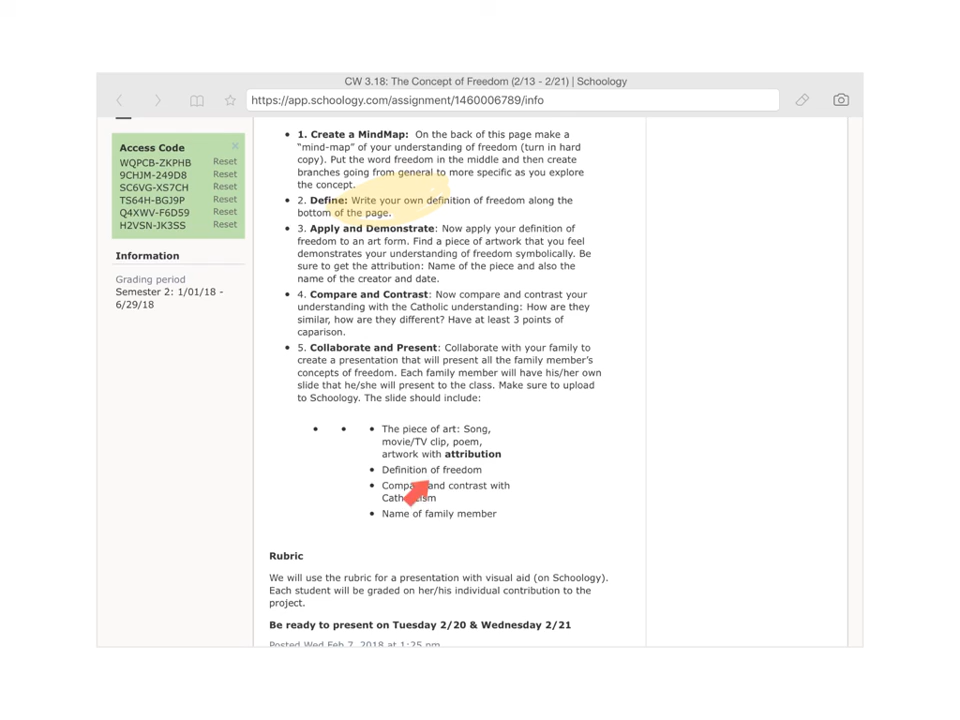 CW 3.18: The Concept of Freedom (2/13 - 2/21) | Schoology
https://app.schoology.com/assignment/1460006789/info
Access Code
WQPCB-ZKPHB Reset
9CHJM-249D8 Reset
SC6VG-XS7CH Reset
TS64H-BGJ9P Reset
Q4XWV-F6D59 Reset
H2VSN-JK3SS Reset
Information
Grading period
Semester 2: 1/01/18 -
6/29/18
• 1. Create a MindMap: On the back of this page make a
"mind-map" of your understanding of freedom (turn in hard
copy). Put the word freedom in the middle and then create
branches going from general to more specific as you explore
the concept.
• 2. Define: Write your own definition of freedom along the
bottom of the page.
• 3. Apply and Demonstrate: Now apply your definition of
freedom to an art form. Find a piece of artwork that you feel
demonstrates your understanding of freedom symbolically. Be
sure to get the attribution: Name of the piece and also the
name of the creator and date.
• 4. Compare and Contrast: Now compare and contrast your
understanding with the Catholic understanding: How are they
similar, how are they different? Have at least 3 points of
caparison.
• 5. Collaborate and Present: Collaborate with your family to
create a presentation that will present all the family member's
concepts of freedom. Each family member will have his/her own
slide that he/she will present to the class. Make sure to upload
to Schoology. The slide should include:
• The piece of art: Song,
movie/TV clip, poem,
artwork with attribution
• Definition of freedom
• Compare and contrast with
Catholicism
• Name of family member
Rubric
We will use the rubric for a presentation with visual aid (on Schoology).
Each student will be graded on her/his individual contribution to the
project.
Be ready to present on Tuesday 2/20 & Wednesday 2/21
Posted Wed Feb 7, 2018 at 1:25 pm